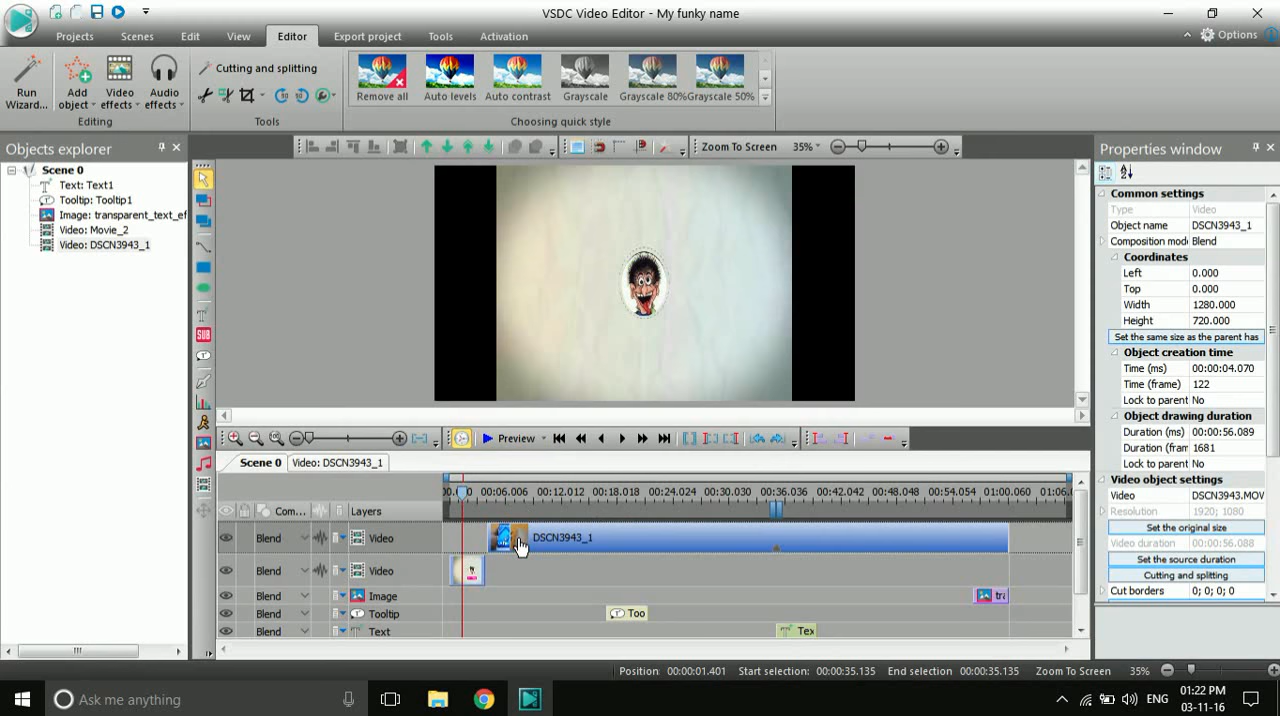 VSDC Video Editor - My funky name
Projects Scenes Edit View Editor Export project Tools Activation Options
Run Wizard... Add object Video effects Audio effects
Editing
Cutting and splitting
Tools
Remove all Auto levels Auto contrast Grayscale Grayscale 80% Grayscale 50%
Choosing quick style
Objects explorer
Scene 0
Text: Text1
Tooltip: Tooltip1
Image: transparent_text_ef
Video: Movie_2
Video: DSCN3943_1
Zoom To Screen 35%
SUB
Properties window
Common settings
Type Video
Object name DSCN3943_1
Composition mod Blend
Coordinates
Left 0.000
Top 0.000
Width 1280.000
Height 720.000
Set the same size as the parent has
Object creation time
Time (ms) 00:00:04.070
Time (frame) 122
Lock to parent No
Object drawing duration
Duration (ms) 00:00:56.089
Duration (fram 1681
Lock to parent No
Video object settings
Video DSCN3943.MOV
Resolution 1920; 1080
Set the original size
Video duration 00:00:56.088
Set the source duration
Cutting and splitting
Cut borders 0; 0; 0; 0
Preview
Scene 0 Video: DSCN3943_1
00:06.006 00:12.012 00:18.018 00:24.024 00:30.030 00:36.036 00:42.042 00:48.048 00:54.054 01:00.060 01:06.0
Com... Layers
Blend Video DSCN3943_1
Blend Video
Blend Image tra
Blend Tooltip Too
Blend Text Tex
Position: 00:00:01.401 Start selection: 00:00:35.135 End selection: 00:00:35.135 Zoom To Screen 35%
Ask me anything
ENG
01:22 PM
03-11-16